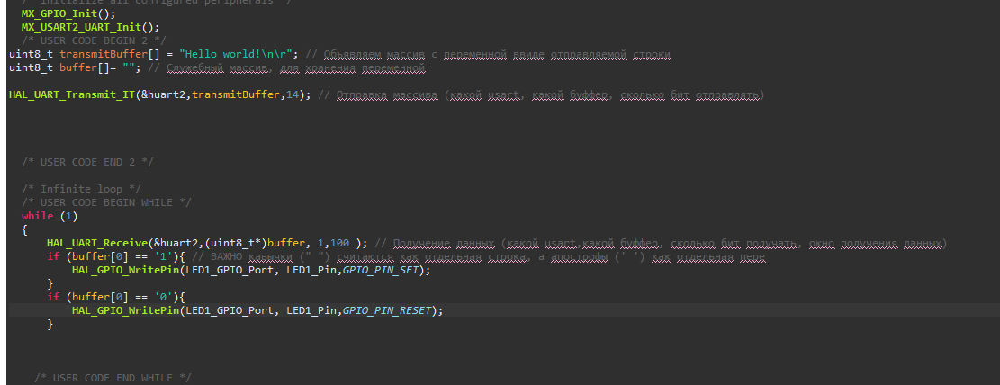 /* Initialize all configured peripherals */
MX_GPIO_Init();
MX_USART2_UART_Init();
/* USER CODE BEGIN 2 */
uint8_t transmitBuffer[] = "Hello world!\n\r"; // Объявляем массив с переменной ввиде отправляемой строки
uint8_t buffer[]= ""; // Служебный массив, для хранения переменной
HAL_UART_Transmit_IT(&huart2,transmitBuffer,14); // Отправка массива (какой usart, какой буффер, сколько бит отправлять)
/* USER CODE END 2 */
/* Infinite loop */
/* USER CODE BEGIN WHILE */
while (1)
{
HAL_UART_Receive(&huart2,(uint8_t*)buffer, 1,100 ); // Получение данных (какой usart,какой буффер, сколько бит получать, окно получения данных)
if (buffer[0] == '1'){ // ВАЖНО кавычки (" ") считаются как отдельная строка, а апострофы (' ') как отдельная пере
HAL_GPIO_WritePin(LED1_GPIO_Port, LED1_Pin,GPIO_PIN_SET);
}
if (buffer[0] == '0'){
HAL_GPIO_WritePin(LED1_GPIO_Port, LED1_Pin,GPIO_PIN_RESET);
}
/* USER CODE END WHILE */